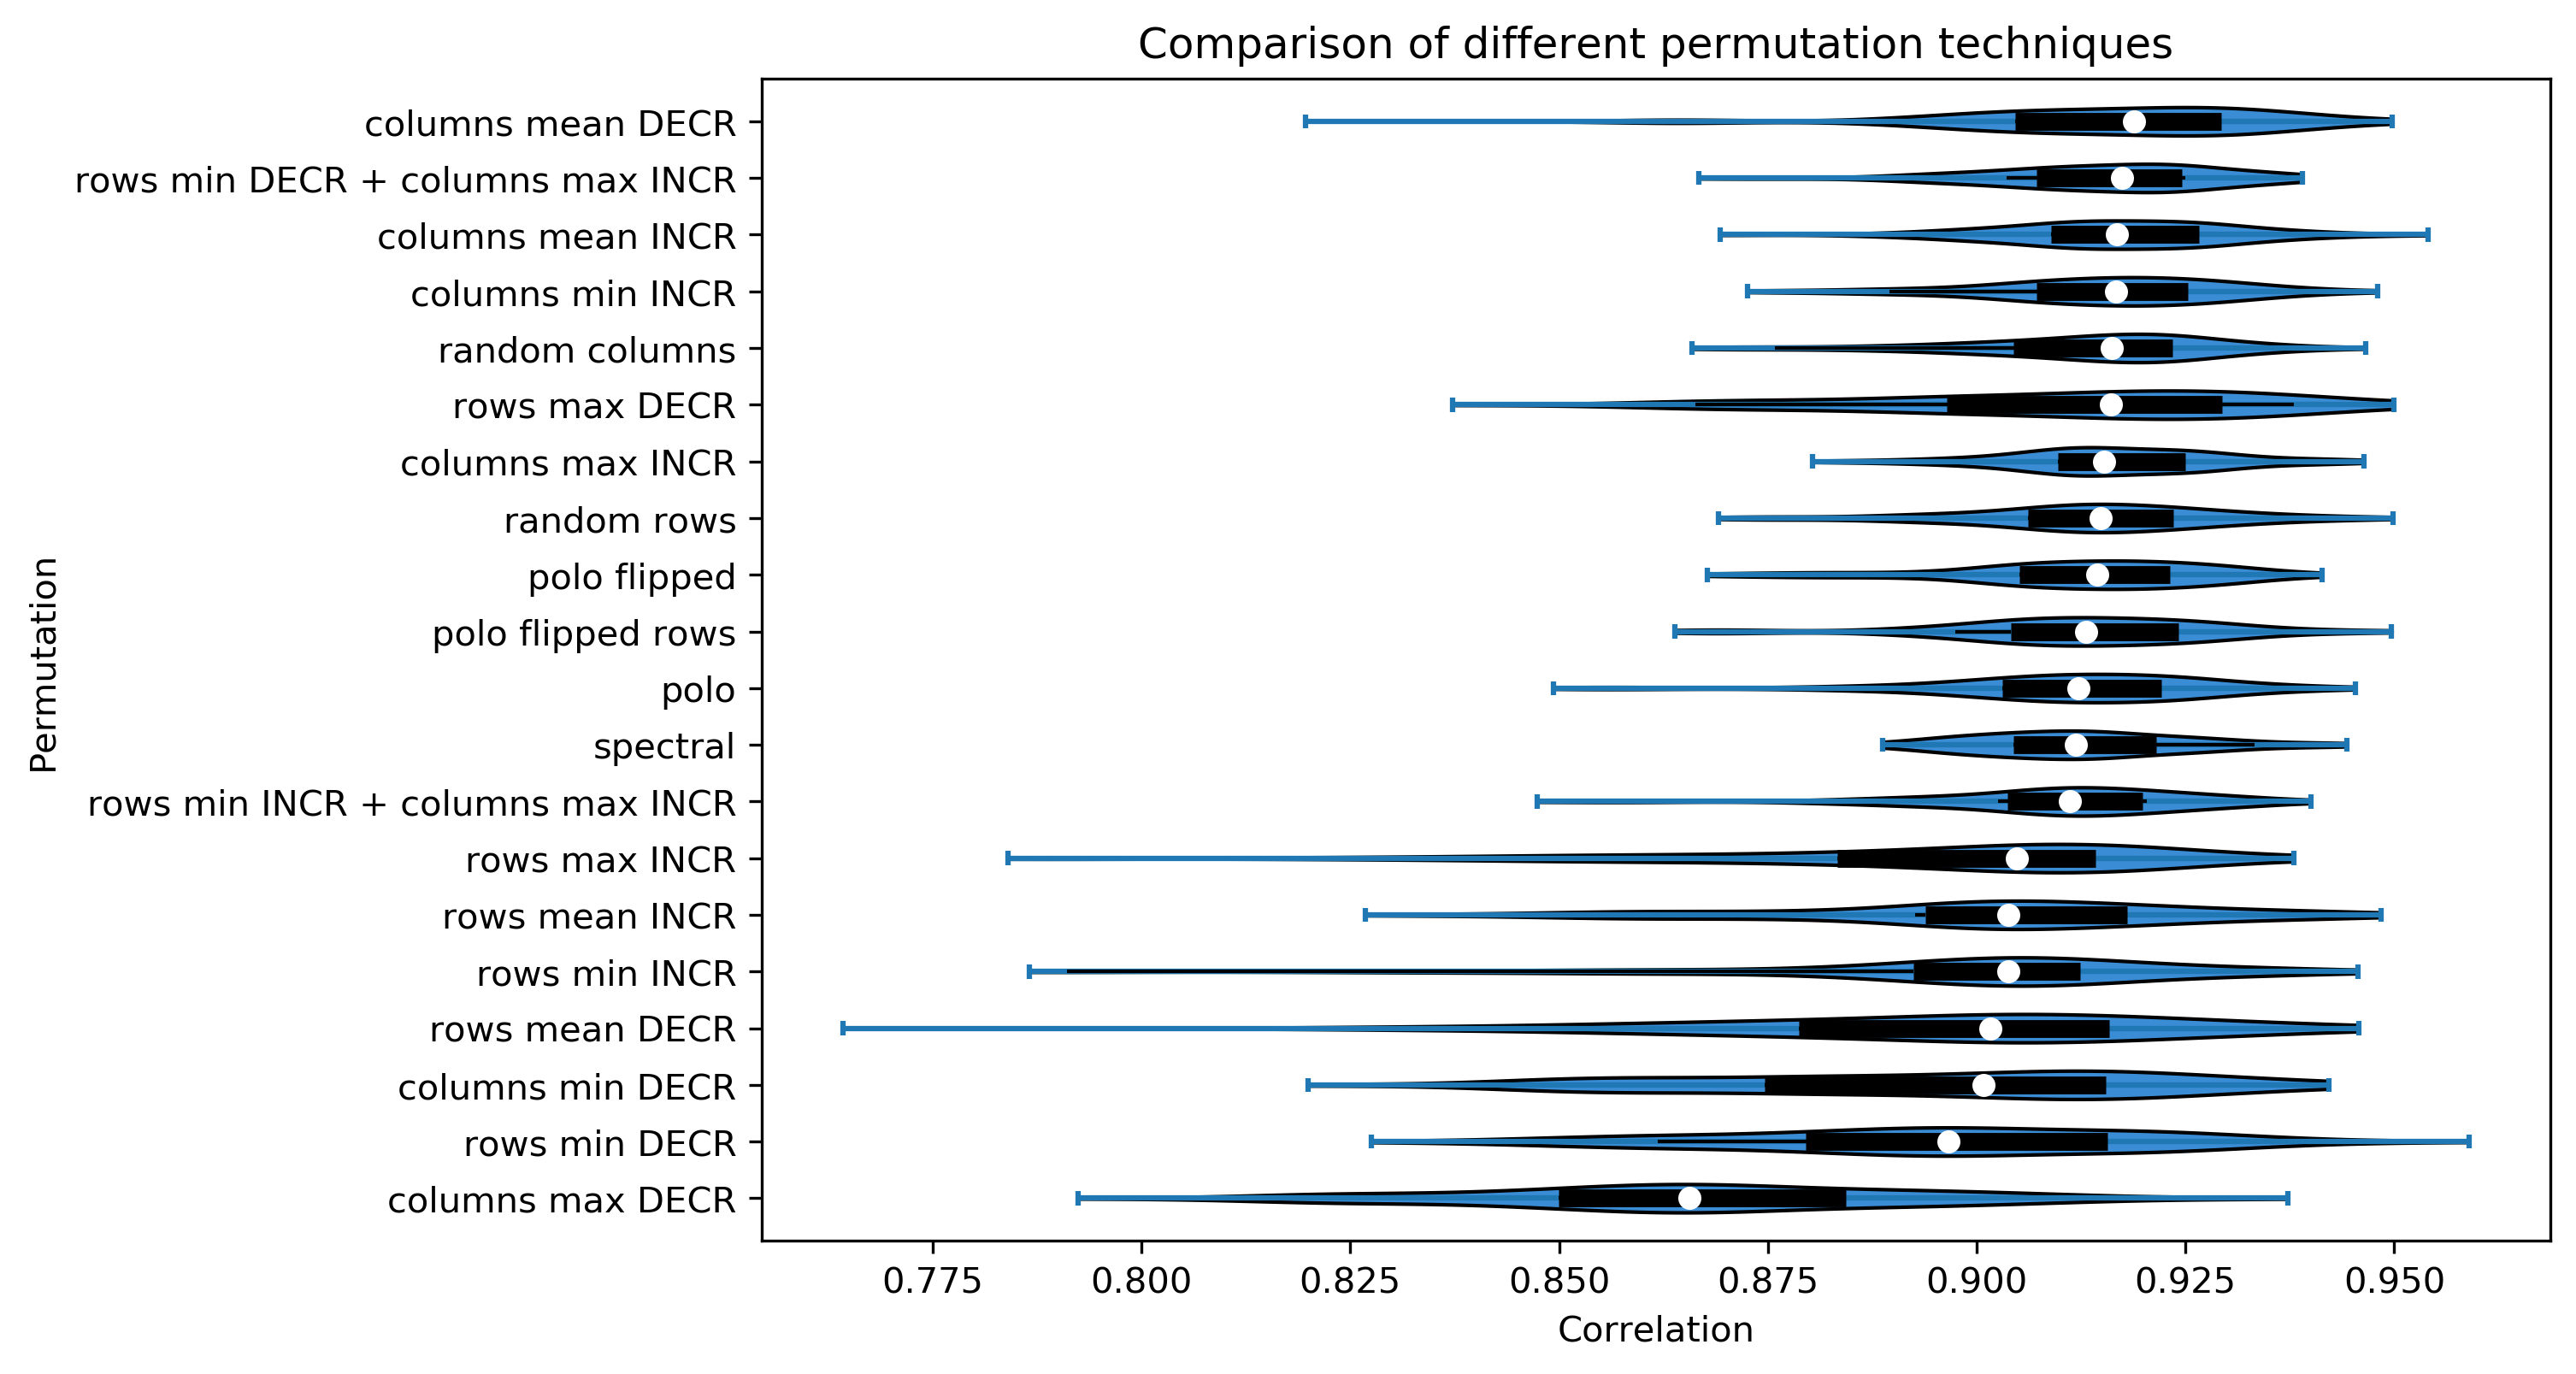 Comparison of different permutation techniques
Permutation
columns mean DECR
rows min DECR + columns max INCR
columns mean INCR
columns min INCR
random columns
rows max DECR
columns max INCR
random rows
polo flipped
polo flipped rows
polo
spectral
rows min INCR + columns max INCR
rows max INCR
rows mean INCR
rows min INCR
rows mean DECR
columns min DECR
rows min DECR
columns max DECR
0.775 0.800 0.825 0.850 0.875 0.900 0.925 0.950
Correlation